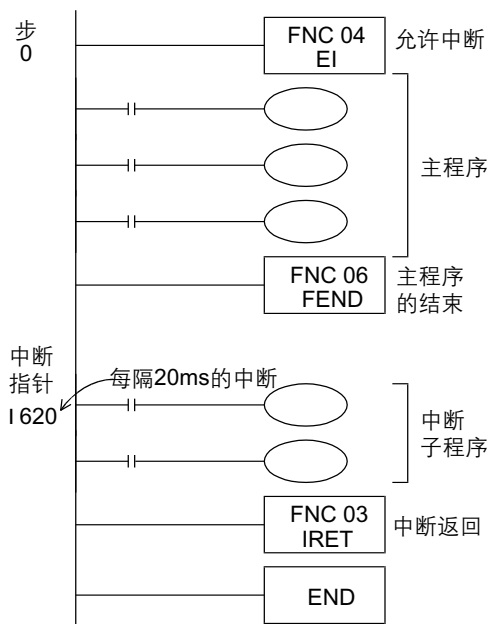 步
0
FNC 04
EI
允许中断
主程序
FNC 06
FEND
主程序
的结束
中断
指针
I 620
每隔20ms的中断
中断
子程序
FNC 03
IRET
中断返回
END